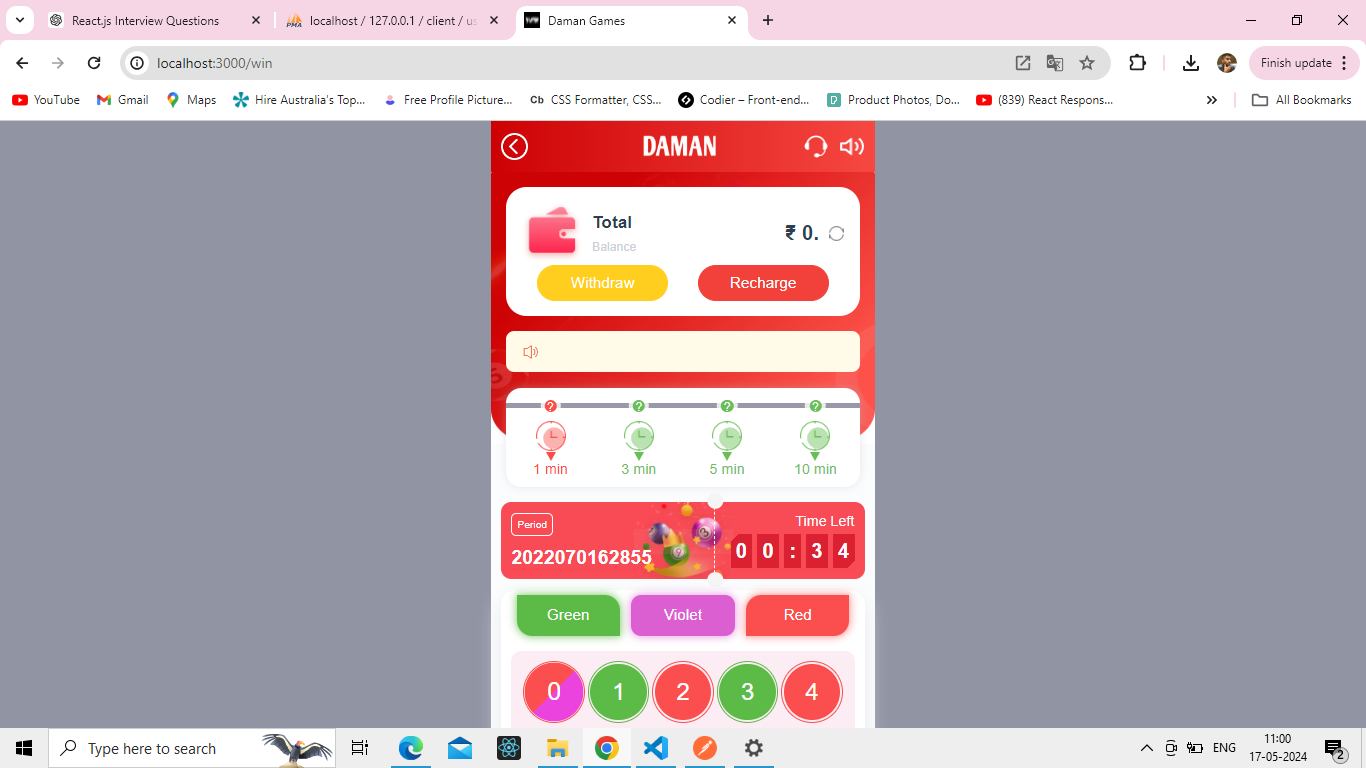 React.js Interview Questions
localhost / 127.0.0.1 / client / us
Daman Games
localhost:3000/win
Finish update
YouTube
Gmail
Maps
Hire Australia's Top...
Free Profile Picture...
Cb CSS Formatter, CSS...
Codier – Front-end...
Product Photos, Do...
(839) React Respons...
All Bookmarks
DAMAN
Total
Balance
₹ 0.
Withdraw
Recharge
? ? ? ?
1 min
3 min
5 min
10 min
Period
2022070162855
Time Left
0 0 : 3 4
Green
Violet
Red
0 1 2 3 4
Type here to search
ENG
11:00
17-05-2024
2